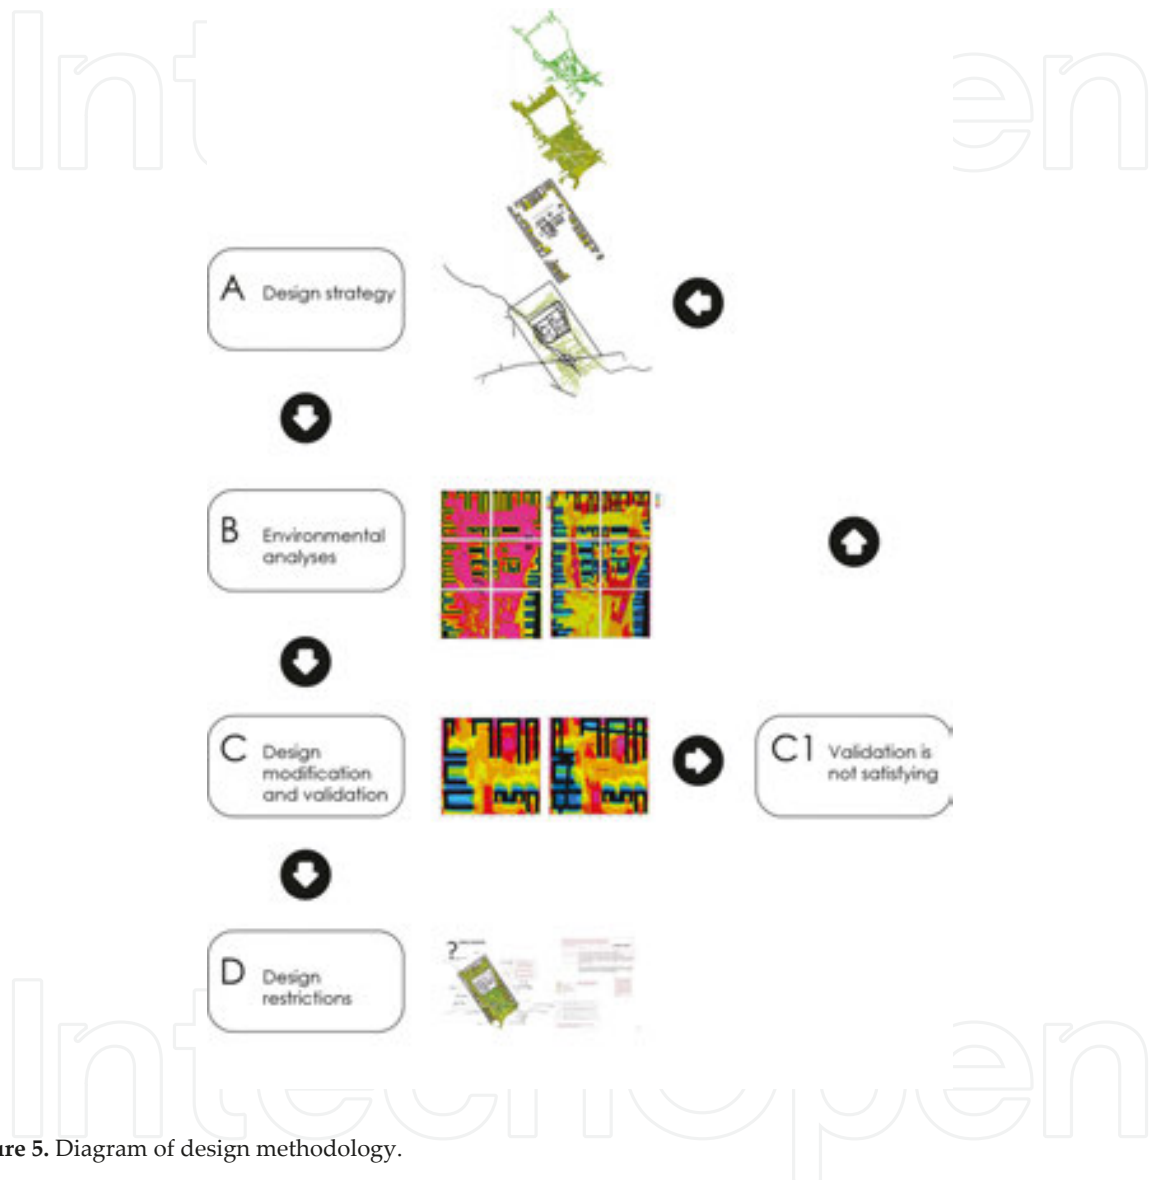 A Design strategy
B Environmental
analyses
C Design
modification
and validation
C1 Validation is
not satisfying
D Design
restrictions
?
Intechopen
ure 5. Diagram of design methodology.